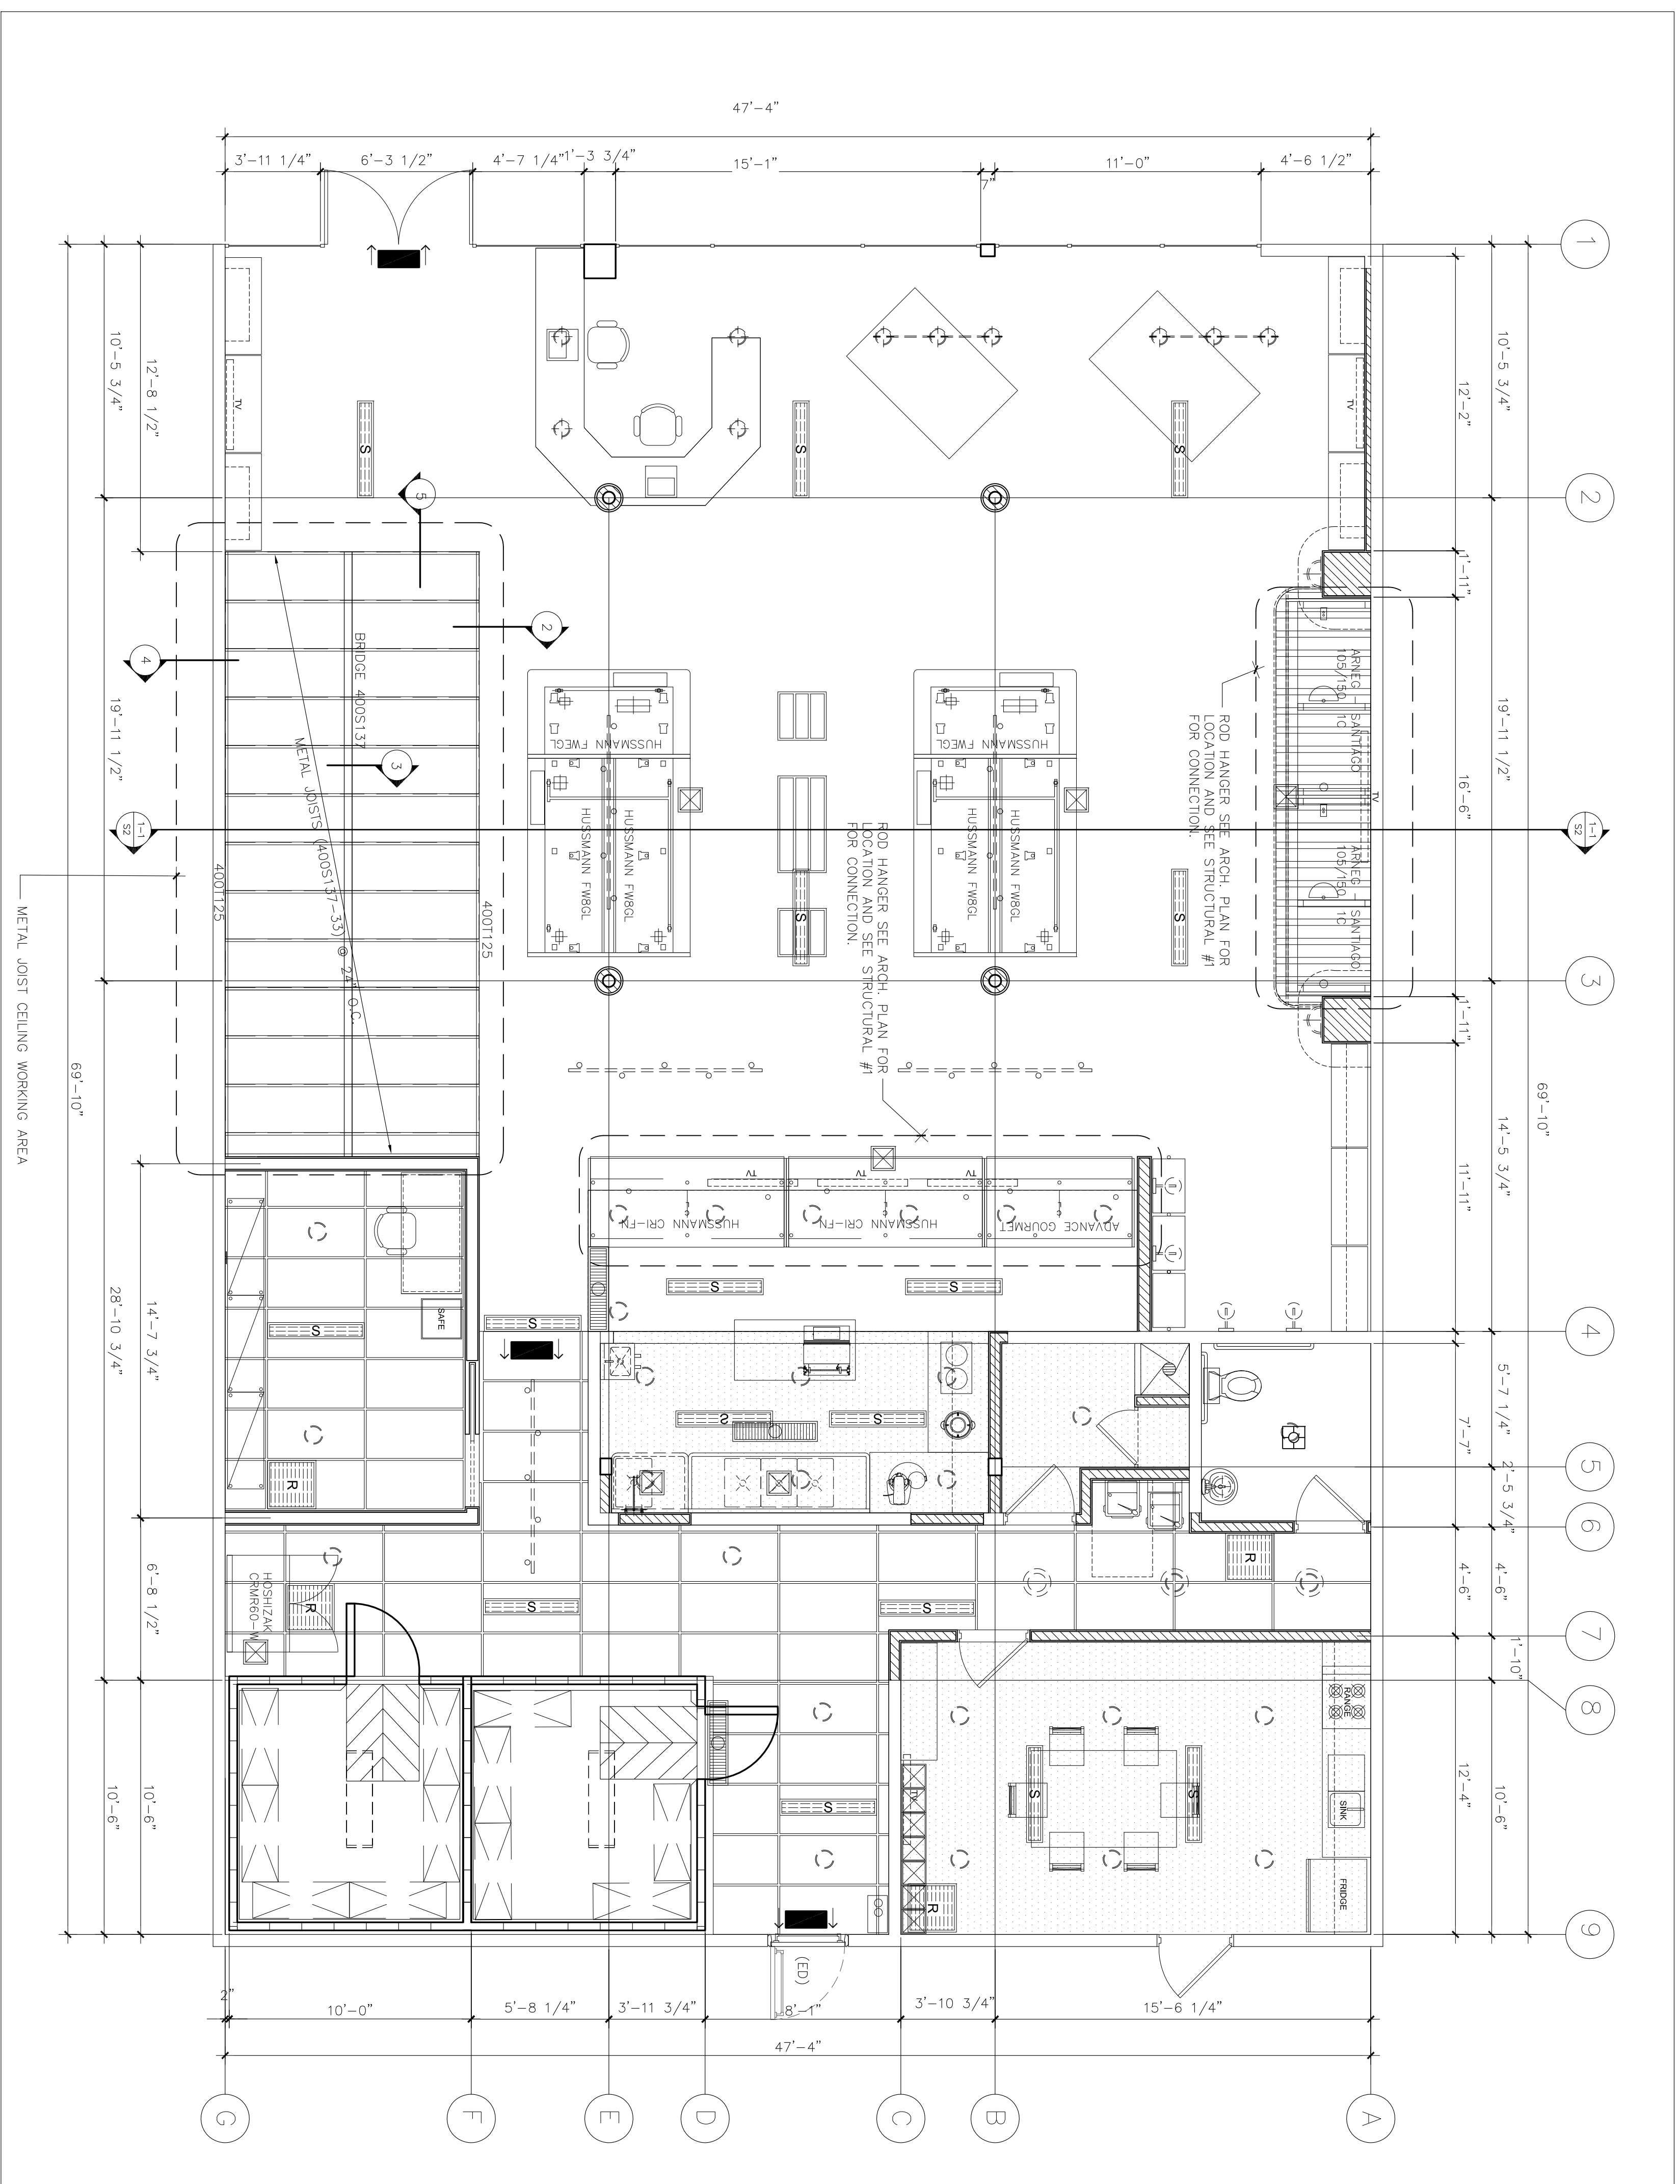 47'-4"
3'-11 1/4"
6'-3 1/2"
4'-7 1/4"
1'-3 3/4"
15'-1"
7"
11'-0"
4'-6 1/2"
1
2
3
4
5
6
7
8
9
10'-5 3/4"
19'-11 1/2"
14'-5 3/4"
5'-7 1/4"
2'-5 3/4"
4'-6"
1'-10"
10'-6"
69'-10"
12'-2"
1'-11"
16'-6"
1'-11"
11'-11"
7'-7"
4'-6"
12'-4"
TV
TV
S
S
S
5
2
4
3
1-1
S2
1-1
S2
BRIDGE 400S137
METAL JOISTS (400S137-33) @ 24" O.C.
400T125
400T125
METAL JOIST CEILING WORKING AREA
HUSSMANN FWEGL
HUSSMANN FW8GL
HUSSMANN FW8GL
HUSSMANN FWEGL
HUSSMANN FW8GL
HUSSMANN FW8GL
S
S
ARNEG - SANTIAGO
105/150 1C
ARNEG - SANTIAGO
105/150 1C
TV
ROD HANGER SEE ARCH. PLAN FOR
LOCATION AND SEE STRUCTURAL #1
FOR CONNECTION.
ROD HANGER SEE ARCH. PLAN FOR
LOCATION AND SEE STRUCTURAL #1
FOR CONNECTION.
TV
TV
TV
HUSSMANN CRI-FN
HUSSMANN CRI-FN
ADVANCE GOURMET
S
S
S
S
S
S
SAFE
R
HOSHIZAK
CRMR60-W
R
S
S
R
S
TV
R
S
S
RANGE
SINK
FRIDGE
(ED)
10'-5 3/4"
19'-11 1/2"
28'-10 3/4"
10'-6"
12'-8 1/2"
14'-7 3/4"
6'-8 1/2"
10'-6"
69'-10"
2"
10'-0"
5'-8 1/4"
3'-11 3/4"
8'-1"
3'-10 3/4"
15'-6 1/4"
47'-4"
G
F
E
D
C
B
A